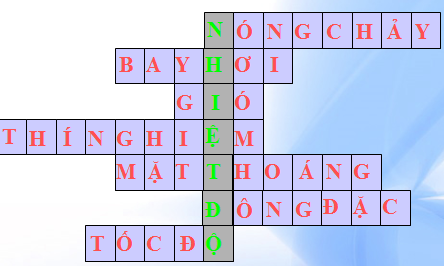 NÓNGCHẢY
BAYHƠI
GIÓ
THÍNGHIỆM
MẶTTHOÁNG
ĐÔNGĐẶC
TỐCĐỘ